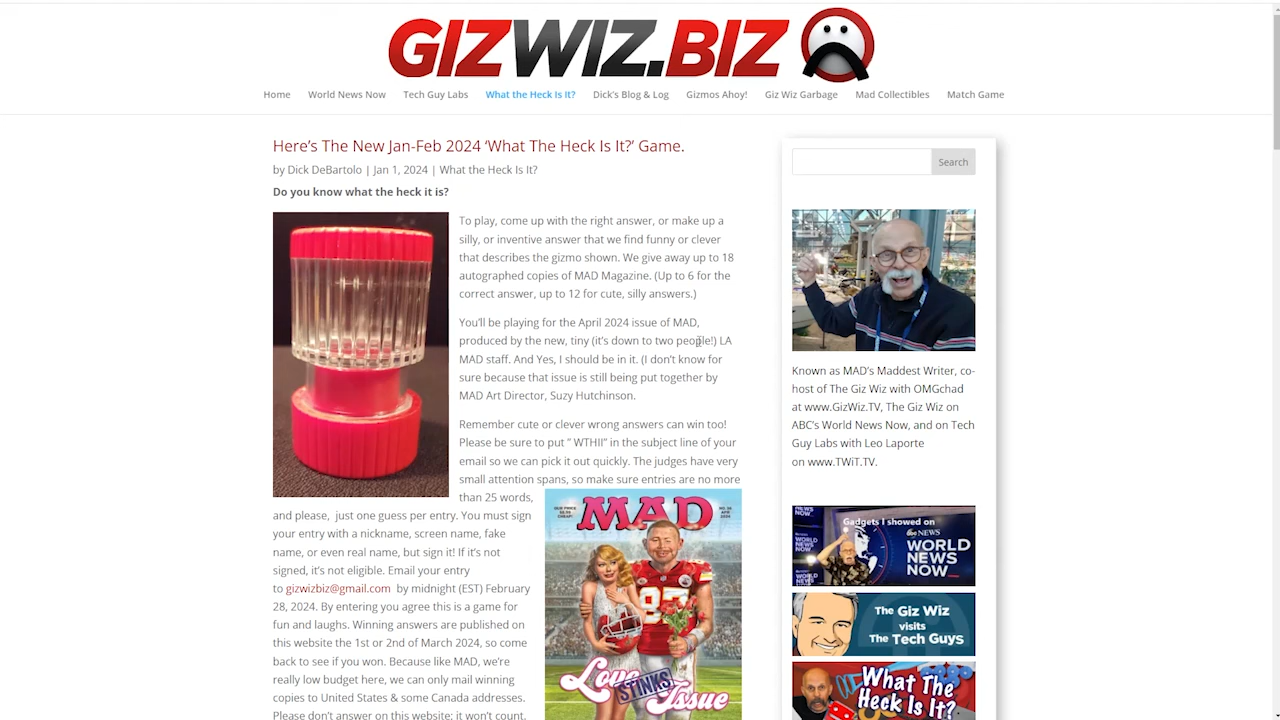 GIZWIZ.BIZ
Home World News Now Tech Guy Labs What the Heck Is It? Dick's Blog & Log Gizmos Ahoy! Giz Wiz Garbage Mad Collectibles Match Game
Here’s The New Jan-Feb 2024 ‘What The Heck Is It?’ Game.
by Dick DeBartolo | Jan 1, 2024 | What the Heck Is It?
Do you know what the heck it is?
To play, come up with the right answer, or make up a
silly, or inventive answer that we find funny or clever
that describes the gizmo shown. We give away up to 18
autographed copies of MAD Magazine. (Up to 6 for the
correct answer, up to 12 for cute, silly answers.)
You’ll be playing for the April 2024 issue of MAD,
produced by the new, tiny (it’s down to two people!) LA
MAD staff. And Yes, I should be in it. (I don’t know for
sure because that issue is still being put together by
MAD Art Director, Suzy Hutchinson.
Remember cute or clever wrong answers can win too!
Please be sure to put ” WTHII” in the subject line of your
email so we can pick it out quickly. The judges have very
small attention spans, so make sure entries are no more
than 25 words,
and please, just one guess per entry. You must sign
your entry with a nickname, screen name, fake
name, or even real name, but sign it! If it’s not
signed, it’s not eligible. Email your entry
to gizwizbiz@gmail.com by midnight (EST) February
28, 2024. By entering you agree this is a game for
fun and laughs. Winning answers are published on
this website the 1st or 2nd of March 2024, so come
back to see if you won. Because like MAD, we’re
really low budget here, we can only mail winning
copies to United States & some Canada addresses.
Please don’t answer on this website; it won’t count.
MAD
87
Love
STINKS
Issue
Search
Known as MAD’s Maddest Writer, co-
host of The Giz Wiz with OMGchad
at www.GizWiz.TV, The Giz Wiz on
ABC’s World News Now, and on Tech
Guy Labs with Leo Laporte
on www.TWiT.TV.
Gadgets I showed on
abc NEWS
WORLD
NEWS
NOW
The Giz Wiz
visits
The Tech Guys
What The
Heck Is It?